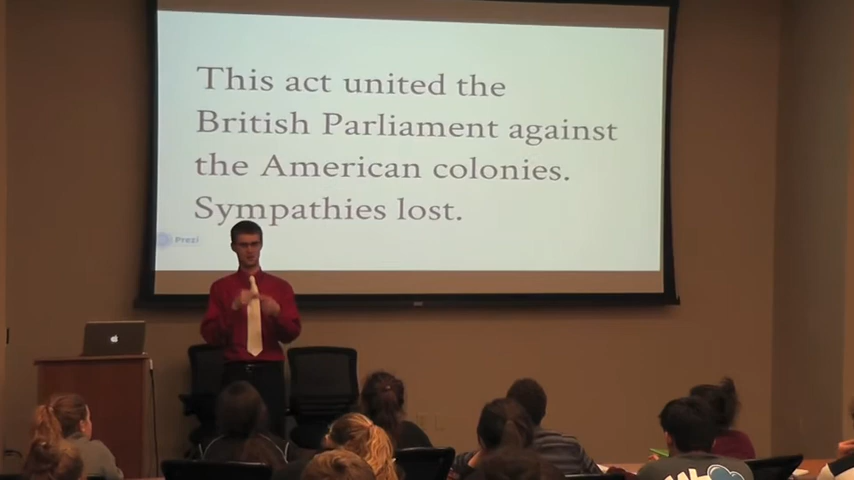 This act united the
British Parliament against
the American colonies.
Sympathies lost.
Prezi